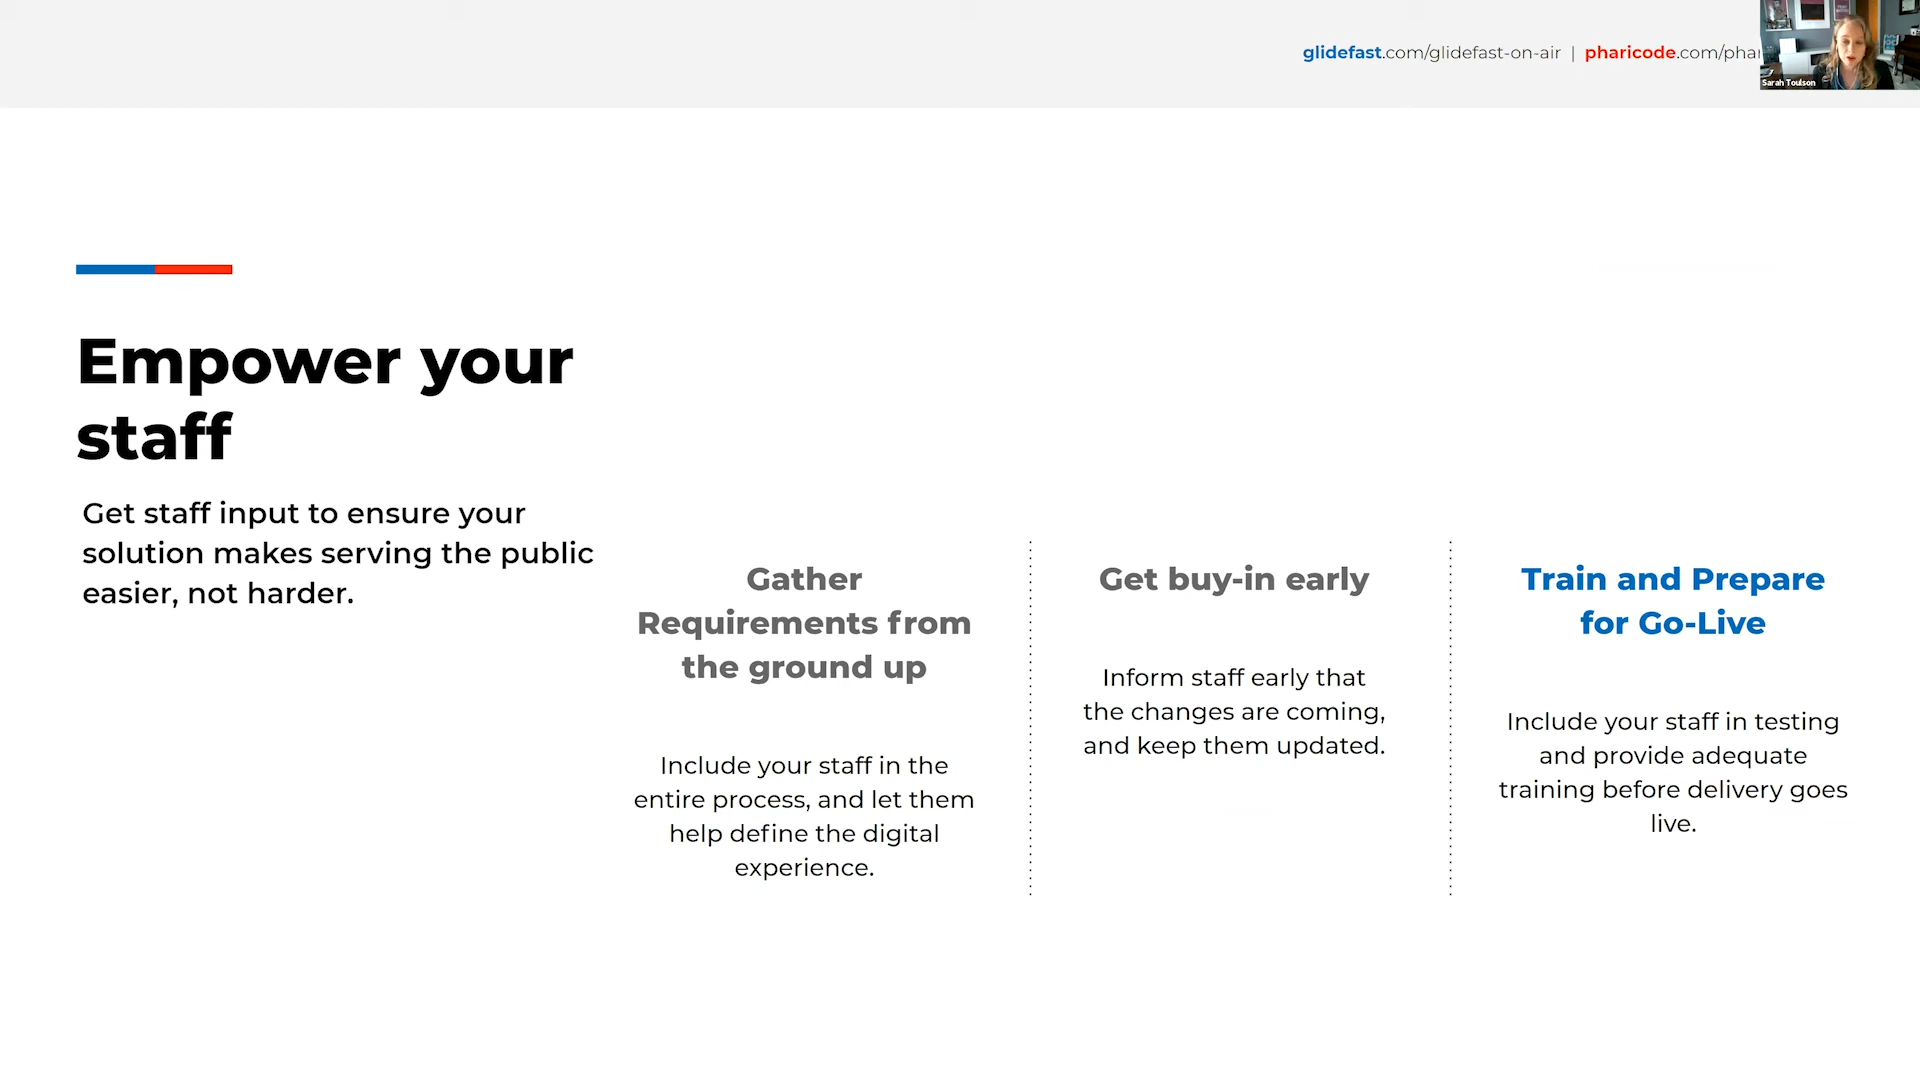 glidefast.com/glidefast-on-air | pharicode.com/phar
Sarah Toulson
Empower your
staff
Get staff input to ensure your
solution makes serving the public
easier, not harder.
Gather
Requirements from
the ground up
Include your staff in the
entire process, and let them
help define the digital
experience.
Get buy-in early
Inform staff early that
the changes are coming,
and keep them updated.
Train and Prepare
for Go-Live
Include your staff in testing
and provide adequate
training before delivery goes
live.